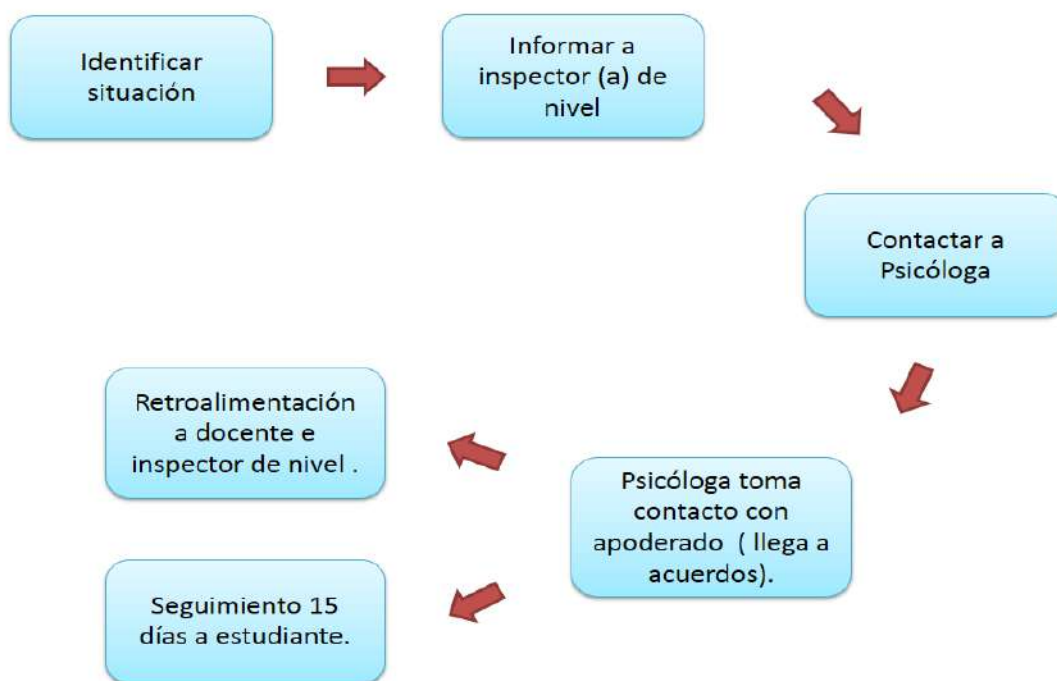 Identificar
situación
Informar a
inspector (a) de
nivel
Contactar a
Psicóloga
Psicóloga toma
contacto con
apoderado  ( llega a
acuerdos).
Retroalimentación
a docente e
inspector de nivel .
Seguimiento 15
días a estudiante.